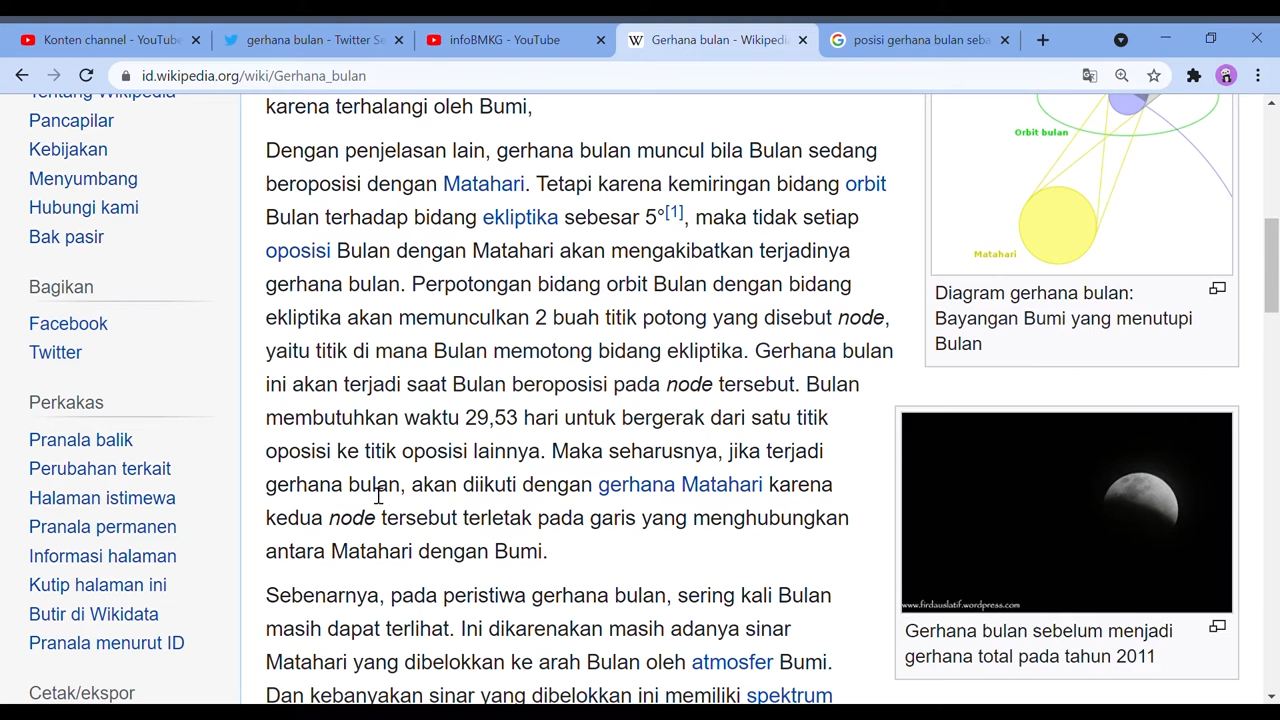 Konten channel - YouTube
gerhana bulan - Twitter Se
infoBMKG - YouTube
Gerhana bulan - Wikipedi
posisi gerhana bulan seba
id.wikipedia.org/wiki/Gerhana_bulan
Tentang Wikipedia
Pancapilar
Kebijakan
Menyumbang
Hubungi kami
Bak pasir
Bagikan
Facebook
Twitter
Perkakas
Pranala balik
Perubahan terkait
Halaman istimewa
Pranala permanen
Informasi halaman
Kutip halaman ini
Butir di Wikidata
Pranala menurut ID
Cetak/ekspor
karena terhalangi oleh Bumi,
Dengan penjelasan lain, gerhana bulan muncul bila Bulan sedang
beroposisi dengan Matahari. Tetapi karena kemiringan bidang orbit
Bulan terhadap bidang ekliptika sebesar 5°[1], maka tidak setiap
oposisi Bulan dengan Matahari akan mengakibatkan terjadinya
gerhana bulan. Perpotongan bidang orbit Bulan dengan bidang
ekliptika akan memunculkan 2 buah titik potong yang disebut node,
yaitu titik di mana Bulan memotong bidang ekliptika. Gerhana bulan
ini akan terjadi saat Bulan beroposisi pada node tersebut. Bulan
membutuhkan waktu 29,53 hari untuk bergerak dari satu titik
oposisi ke titik oposisi lainnya. Maka seharusnya, jika terjadi
gerhana bulan, akan diikuti dengan gerhana Matahari karena
kedua node tersebut terletak pada garis yang menghubungkan
antara Matahari dengan Bumi.
Sebenarnya, pada peristiwa gerhana bulan, sering kali Bulan
masih dapat terlihat. Ini dikarenakan masih adanya sinar
Matahari yang dibelokkan ke arah Bulan oleh atmosfer Bumi.
Dan kebanyakan sinar yang dibelokkan ini memiliki spektrum
Orbit bulan
Matahari
Diagram gerhana bulan:
Bayangan Bumi yang menutupi
Bulan
www.firdauslatif.wordpress.com
Gerhana bulan sebelum menjadi
gerhana total pada tahun 2011